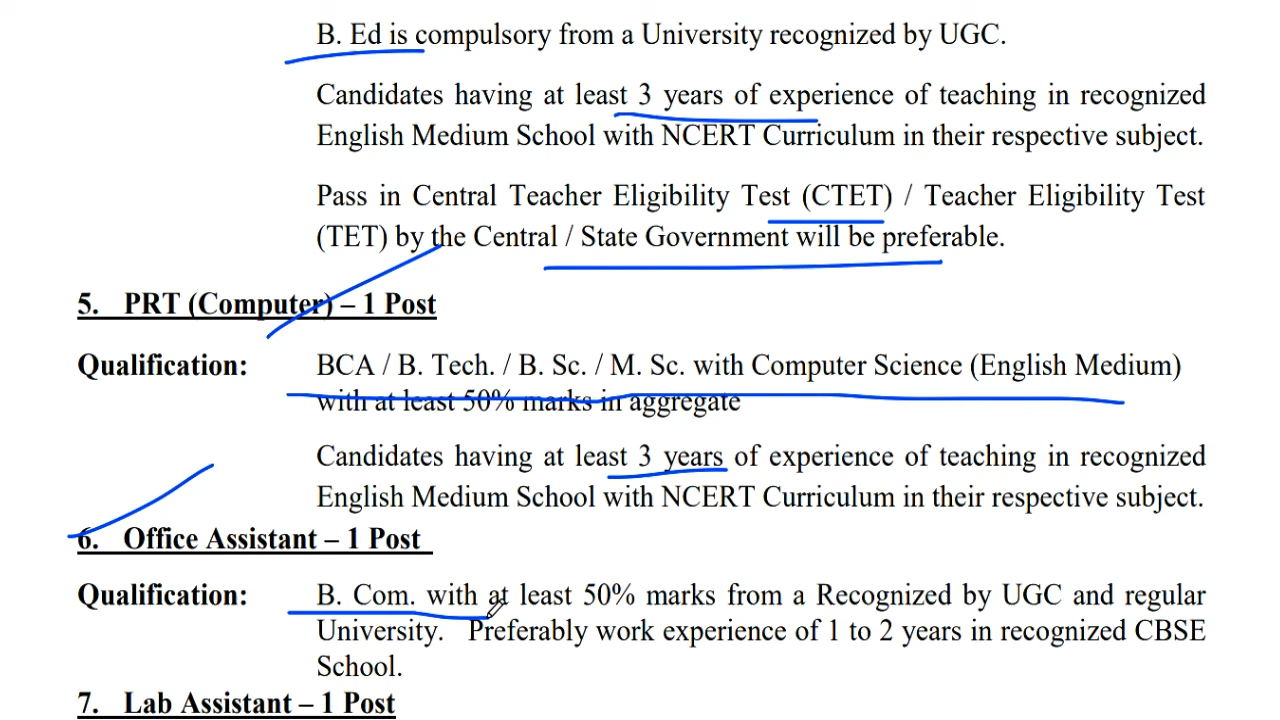 B. Ed is compulsory from a University recognized by UGC.
Candidates having at least 3 years of experience of teaching in recognized
English Medium School with NCERT Curriculum in their respective subject.
Pass in Central Teacher Eligibility Test (CTET) / Teacher Eligibility Test
(TET) by the Central / State Government will be preferable.
5. PRT (Computer) – 1 Post
Qualification: BCA / B. Tech. / B. Sc. / M. Sc. with Computer Science (English Medium)
with at least 50% marks in aggregate
Candidates having at least 3 years of experience of teaching in recognized
English Medium School with NCERT Curriculum in their respective subject.
6. Office Assistant – 1 Post
Qualification: B. Com. with at least 50% marks from a Recognized by UGC and regular
University. Preferably work experience of 1 to 2 years in recognized CBSE
School.
7. Lab Assistant – 1 Post